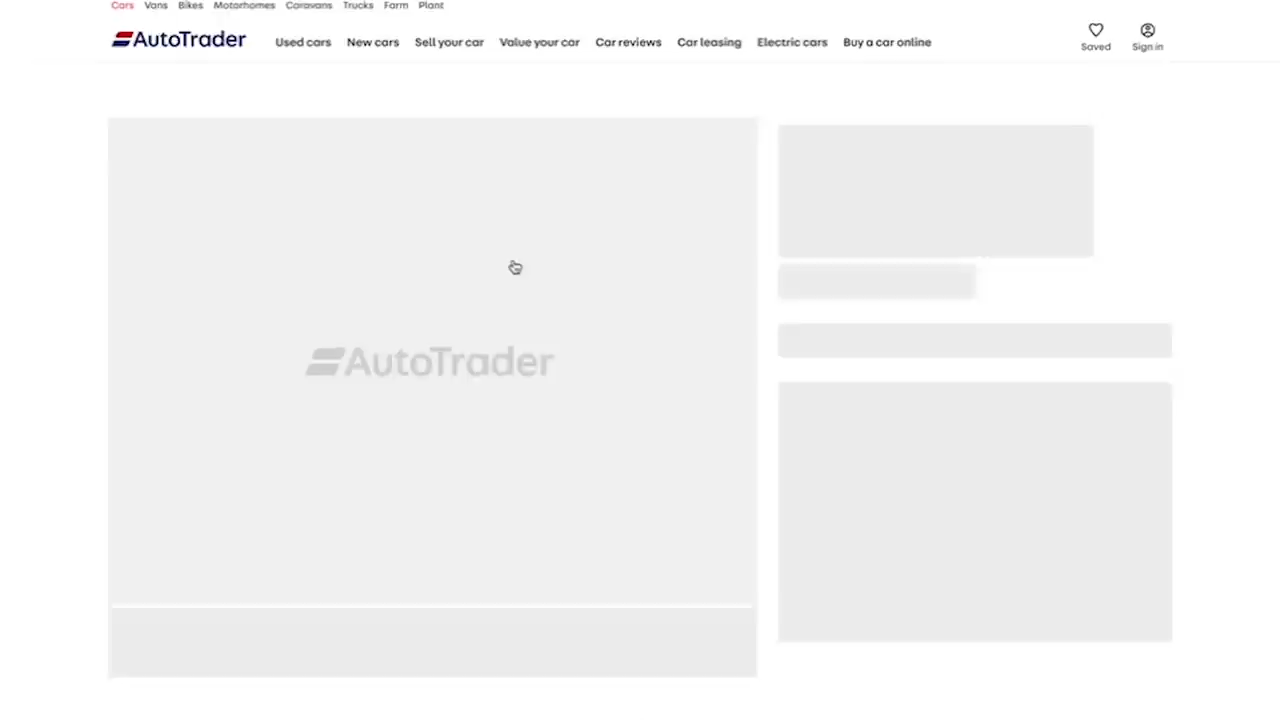 Cars Vans Bikes Motorhomes Caravans Trucks Farm Plant
AutoTrader Used cars New cars Sell your car Value your car Car reviews Car leasing Electric cars Buy a car online
Saved Sign in
AutoTrader